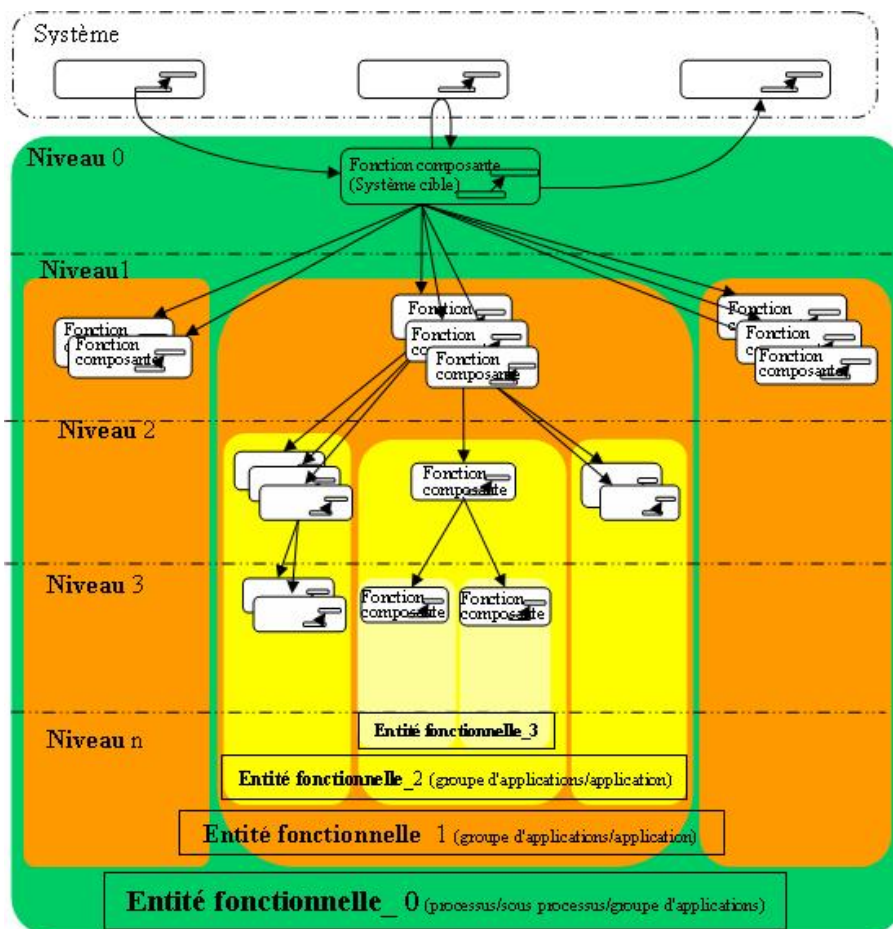 Système
Niveau 0
Fonction composante
(Système cible)
Niveau1
Fonction
Fonction
composante
Fonction
Fonction
Fonction
composante
Fonction
Fonction
Fonction
composante
Niveau 2
Fonction
composante
Niveau 3
Fonction
composante
Fonction
composante
Niveau n
Entité fonctionnelle_3
Entité fonctionnelle_2 (groupe d'applications/application)
Entité fonctionnelle 1 (groupe d'applications/application)
Entité fonctionnelle_ 0 (processus/sous processus/groupe d'applications)